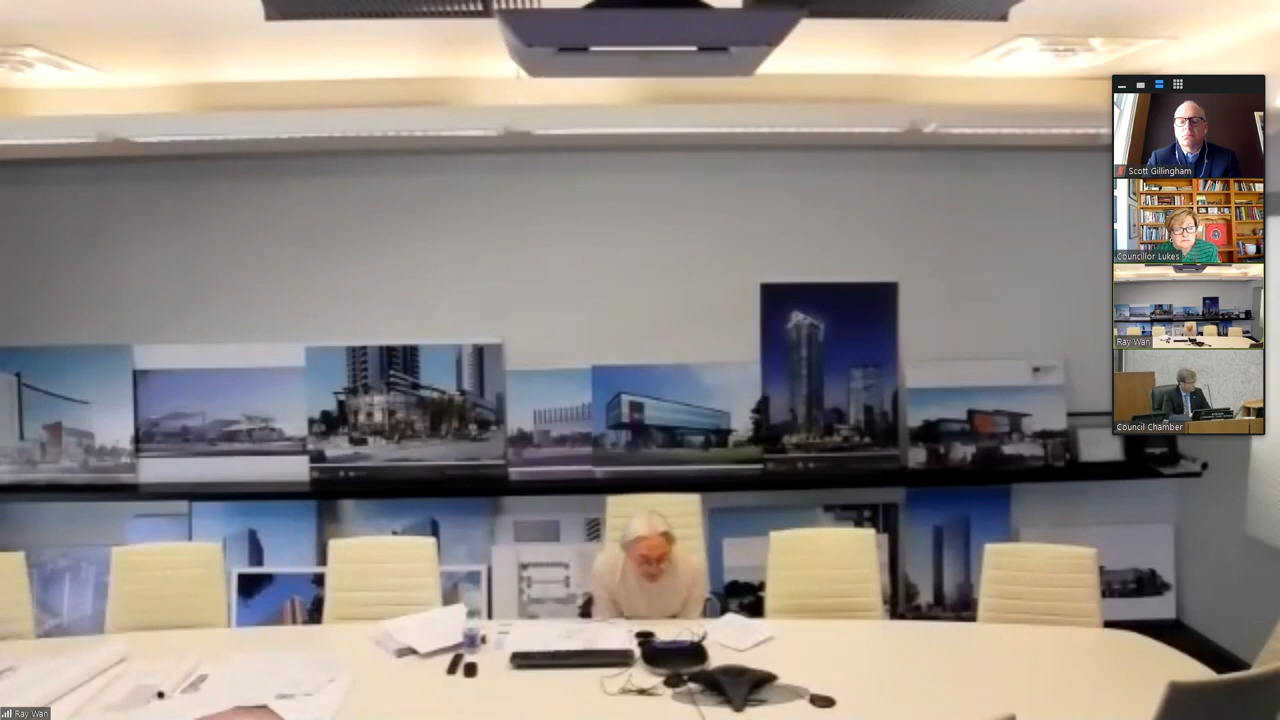 Scott Gillingham
Councillor Lukes
Ray Wan
Council Chamber
Ray Wan